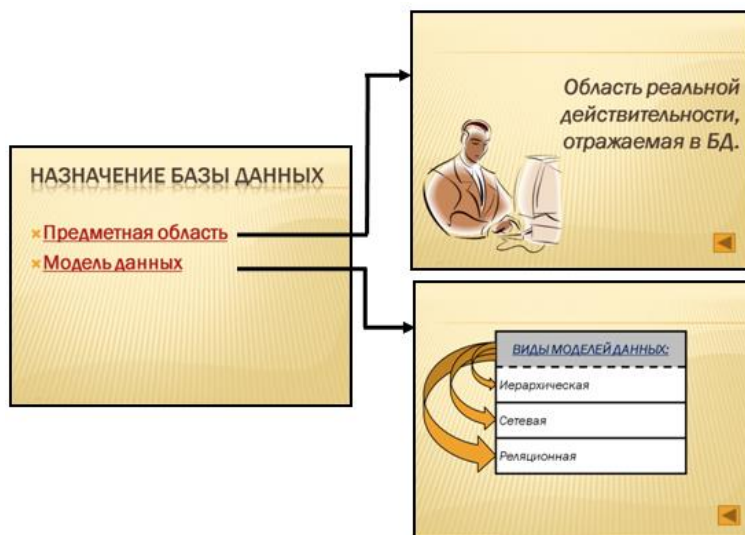 НАЗНАЧЕНИЕ БАЗЫ ДАННЫХ
Предметная область
Модель данных
Область реальной
действительности,
отражаемая в БД.
ВИДЫ МОДЕЛЕЙ ДАННЫХ:
Иерархическая
Сетевая
Реляционная